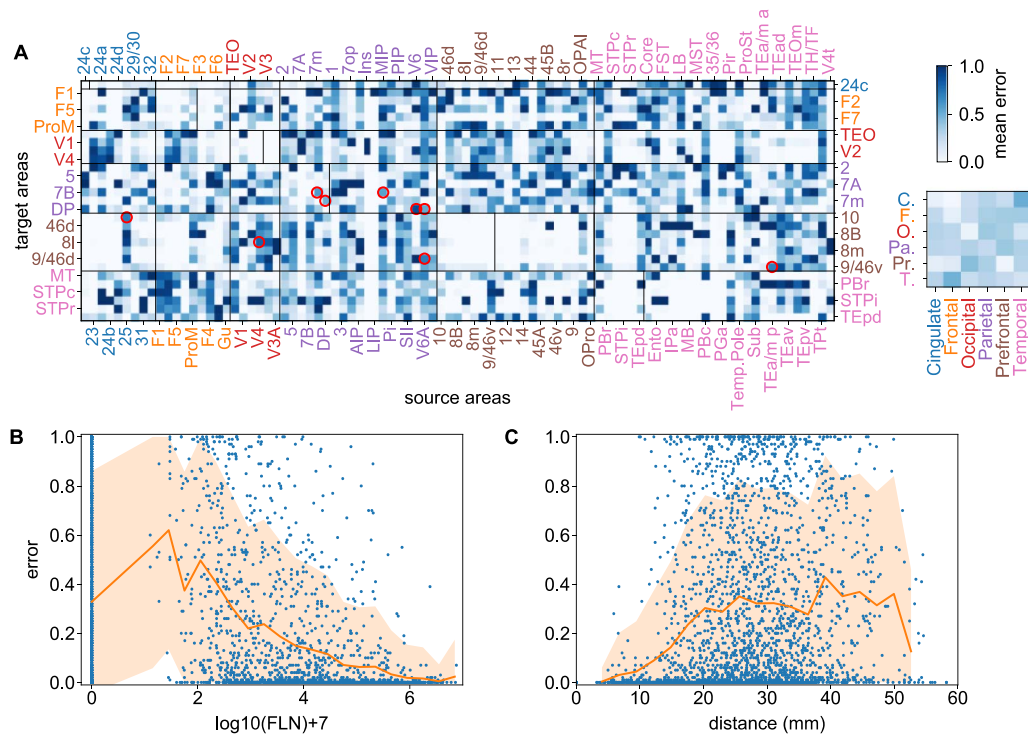 A
24c 24a 24d 29/30 32 F2 F7 F3 F6 TEO V2 V3 2 7A 7m 1 7op Ins MIP PIP V6 VIP 46d 8l 9/46d 11 13 44 45B 8r OPAl MT STPc STPr Core FST LB MST 35/36 Pir ProSt TEa/m a TEad TEOm TH/TF V4t
target areas
F1
F5
ProM
V1
V4
5
7B
DP
46d
8l
9/46d
MT
STPc
STPr
24c
F2
F7
TEO
V2
2
7A
7m
10
8B
8m
9/46v
PBr
STPi
TEpd
23 24b 25 31 F1 F5 ProM F4 Gu V1 V4 V3A 5 7B DP 3 AIP LIP Pi SII V6A 10 8B 8m 9/46v 12 14 45A 46v 9 OPro PBr STPi TEpd Ento IPa MB PBc PGa Temp.Pole Sub TEa/m p TEav TEpv TPt
source areas
1.0
0.5
0.0
mean error
C.
F.
O.
Pa.
Pr.
T.
Cingulate
Frontal
Occipital
Parietal
Prefrontal
Temporal
B
1.0
0.8
0.6
0.4
0.2
0.0
error
0 2 4 6
log10(FLN)+7
C
1.0
0.8
0.6
0.4
0.2
0.0
0 10 20 30 40 50 60
distance (mm)